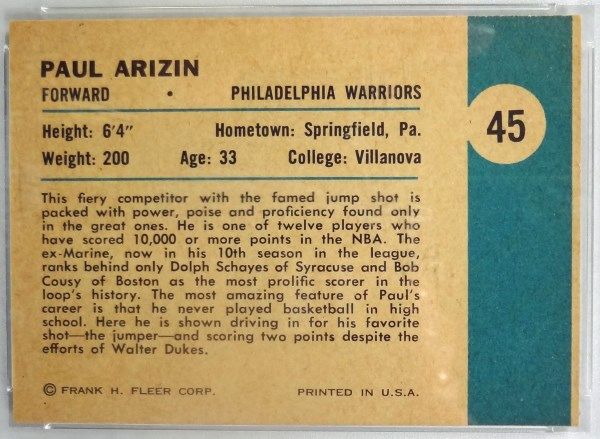 PAUL ARIZIN
FORWARD • PHILADELPHIA WARRIORS
Height: 6'4" Hometown: Springfield, Pa.
Weight: 200 Age: 33 College: Villanova
45
This fiery competitor with the famed jump shot is
packed with power, poise and proficiency found only
in the great ones. He is one of twelve players who
have scored 10,000 or more points in the NBA. The
ex-Marine, now in his 10th season in the league,
ranks behind only Dolph Schayes of Syracuse and Bob
Cousy of Boston as the most prolific scorer in the
loop's history. The most amazing feature of Paul's
career is that he never played basketball in high
school. Here he is shown driving in for his favorite
shot—the jumper—and scoring two points despite the
efforts of Walter Dukes.
© FRANK H. FLEER CORP. PRINTED IN U.S.A.